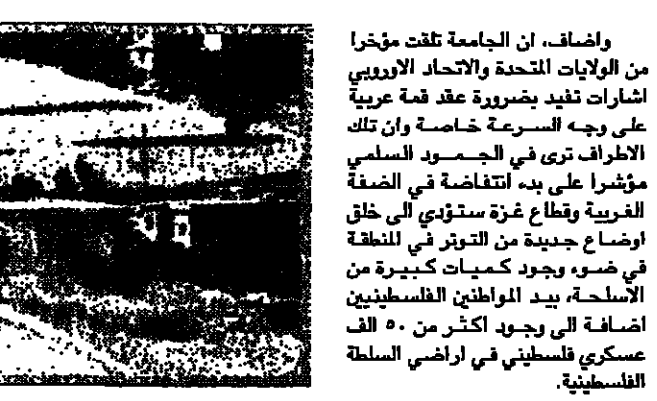 واضاف، ان الجامعة تلقت مؤخرا
من الولايات المتحدة والاتحاد الاوروبي
اشارات تفيد بضرورة عقد قمة عربية
على وجه السرعة خاصة وان تلك
الاطراف ترى في الجمود السلمي
مؤشرا على بدء انتفاضة في الضفة
الغربية وقطاع غزة ستؤدي الى خلق
اوضاع جديدة من التوتر في المنطقة
في ضوء وجود كميات كبيرة من
الاسلحة، بيد المواطنين الفلسطينيين
اضافة الى وجود اكثر من ٥٠ الف
عسكري فلسطيني في اراضي السلطة
الفلسطينية.